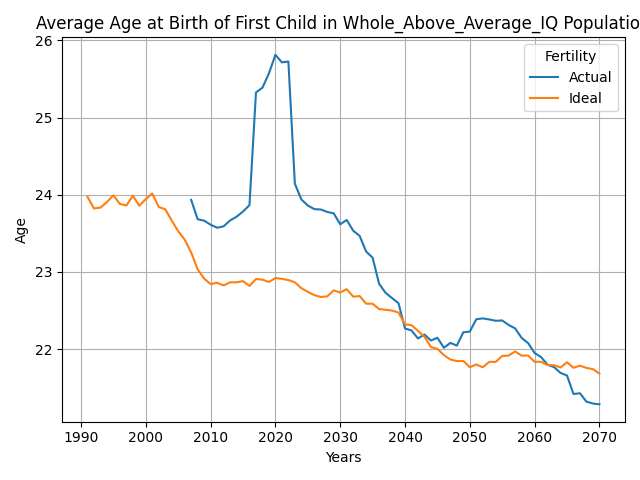 Average Age at Birth of First Child in Whole_Above_Average_IQ Populatio
Fertility
Actual
Ideal
Age
26
25
24
23
22
1990 2000 2010 2020 2030 2040 2050 2060 2070
Years